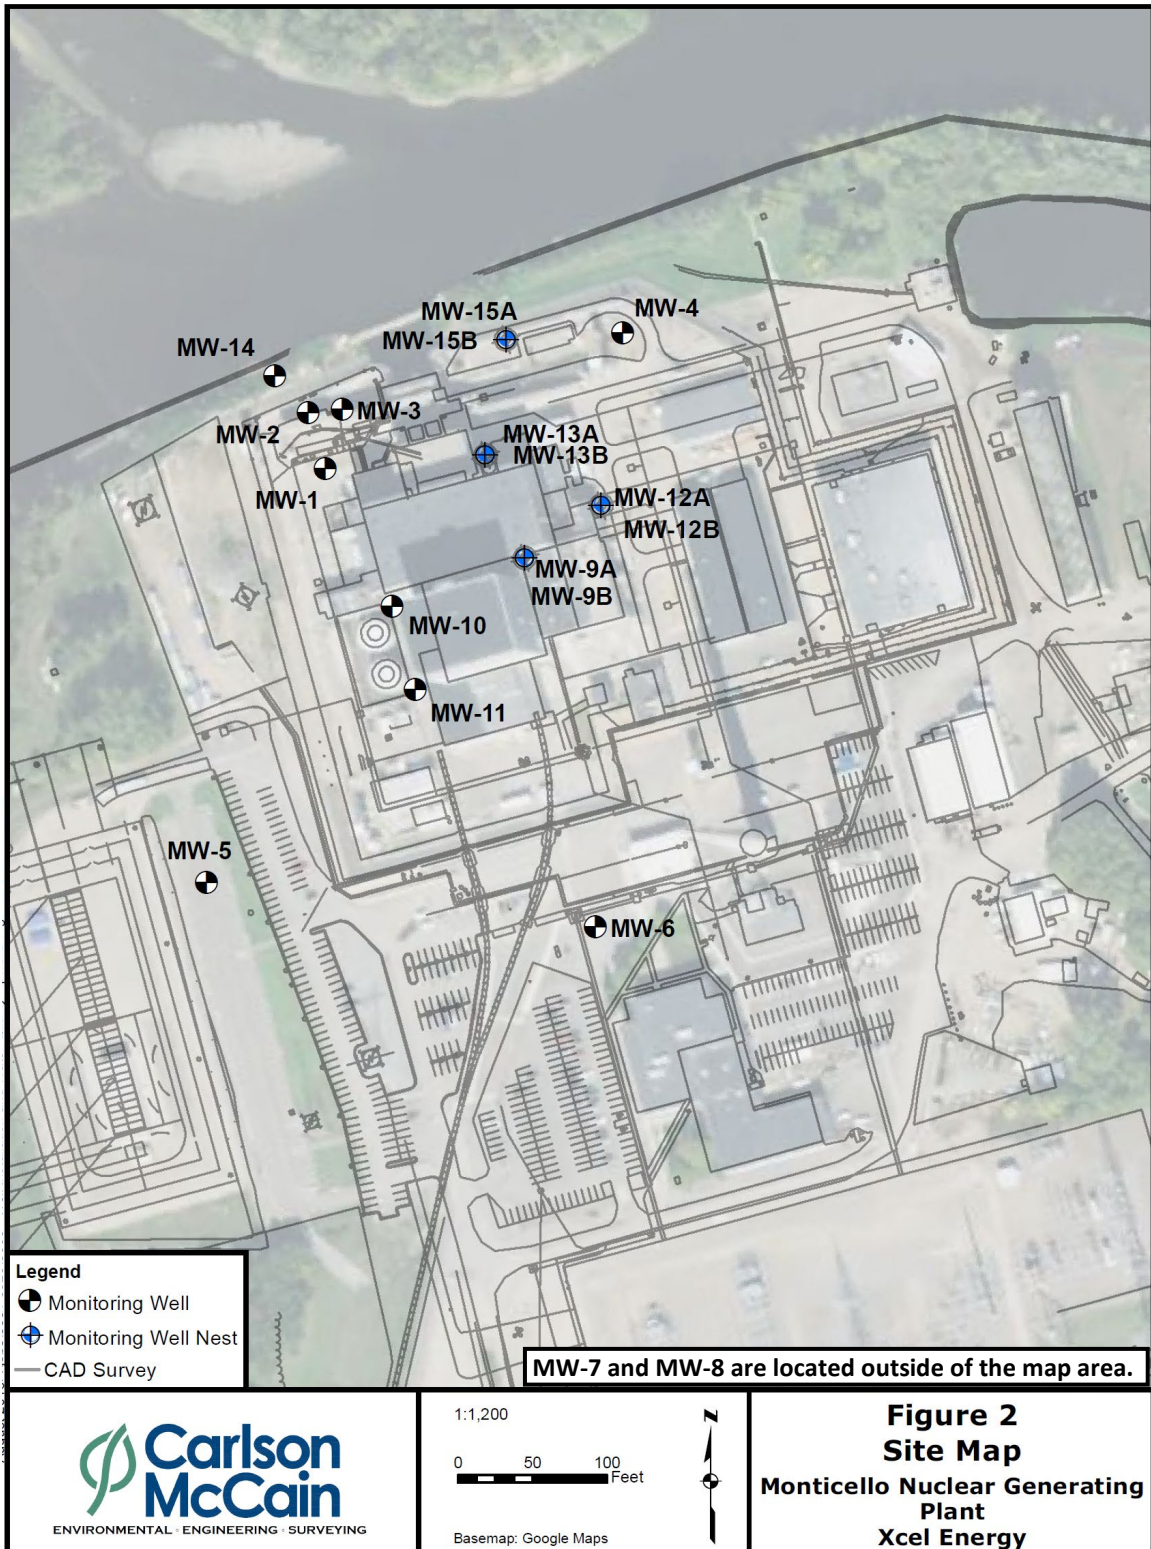 MW-15A
MW-4
MW-15B
MW-14
MW-3
MW-2
MW-13A
MW-13B
MW-1
MW-12A
MW-12B
MW-9A
MW-9B
MW-10
MW-11
MW-5
MW-6
Legend
Monitoring Well
Monitoring Well Nest
CAD Survey
MW-7 and MW-8 are located outside of the map area.
Carlson
McCain
ENVIRONMENTAL · ENGINEERING · SURVEYING
1:1,200
0 50 100
Feet
Basemap: Google Maps
N
Figure 2
Site Map
Monticello Nuclear Generating
Plant
Xcel Energy